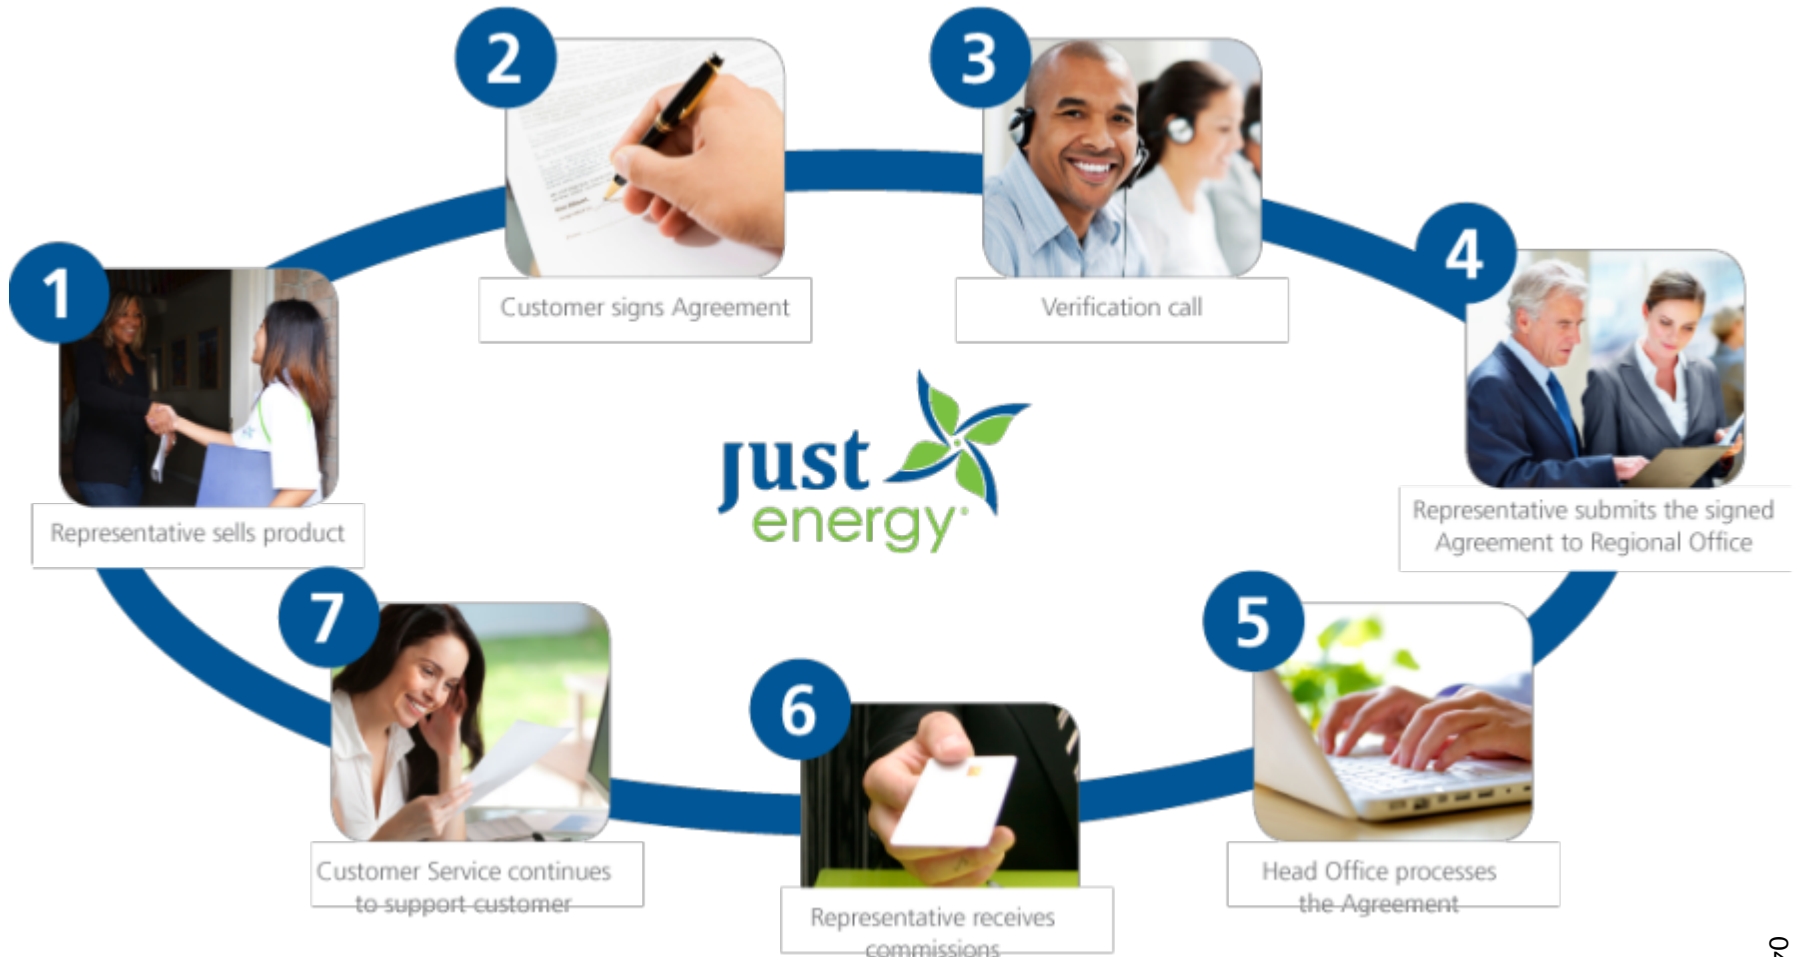 1
Representative sells product
2
Customer signs Agreement
3
Verification call
4
Representative submits the signed
Agreement to Regional Office
5
Head Office processes
the Agreement
6
Representative receives
commissions
7
Customer Service continues
to support customer
just
energy